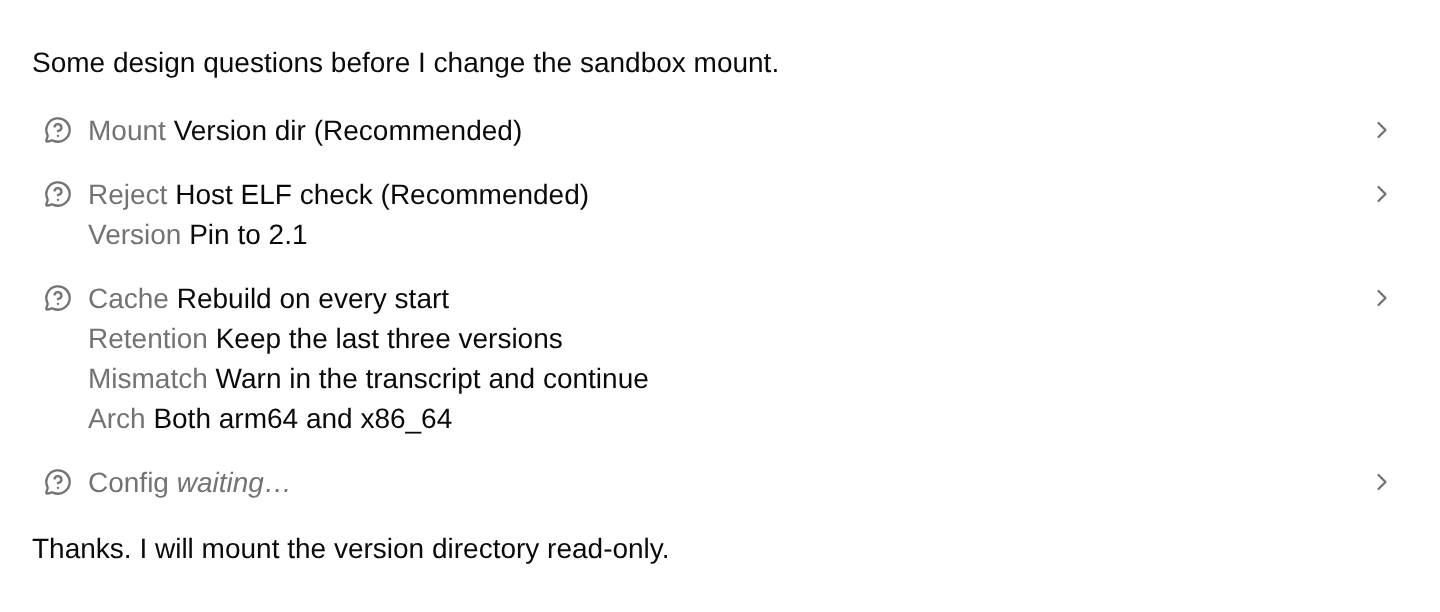 Some design questions before I change the sandbox mount.
Mount Version dir (Recommended)
Reject Host ELF check (Recommended)
Version Pin to 2.1
Cache Rebuild on every start
Retention Keep the last three versions
Mismatch Warn in the transcript and continue
Arch Both arm64 and x86_64
Config waiting…
Thanks. I will mount the version directory read-only.